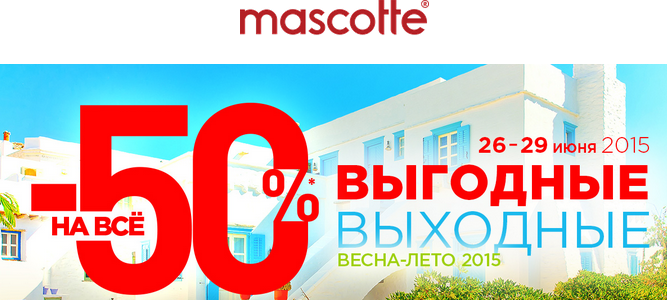 mascotte®
-50%*
НА ВСЁ
26-29 июня 2015
ВЫГОДНЫЕ
ВЫХОДНЫЕ
ВЕСНА-ЛЕТО 2015